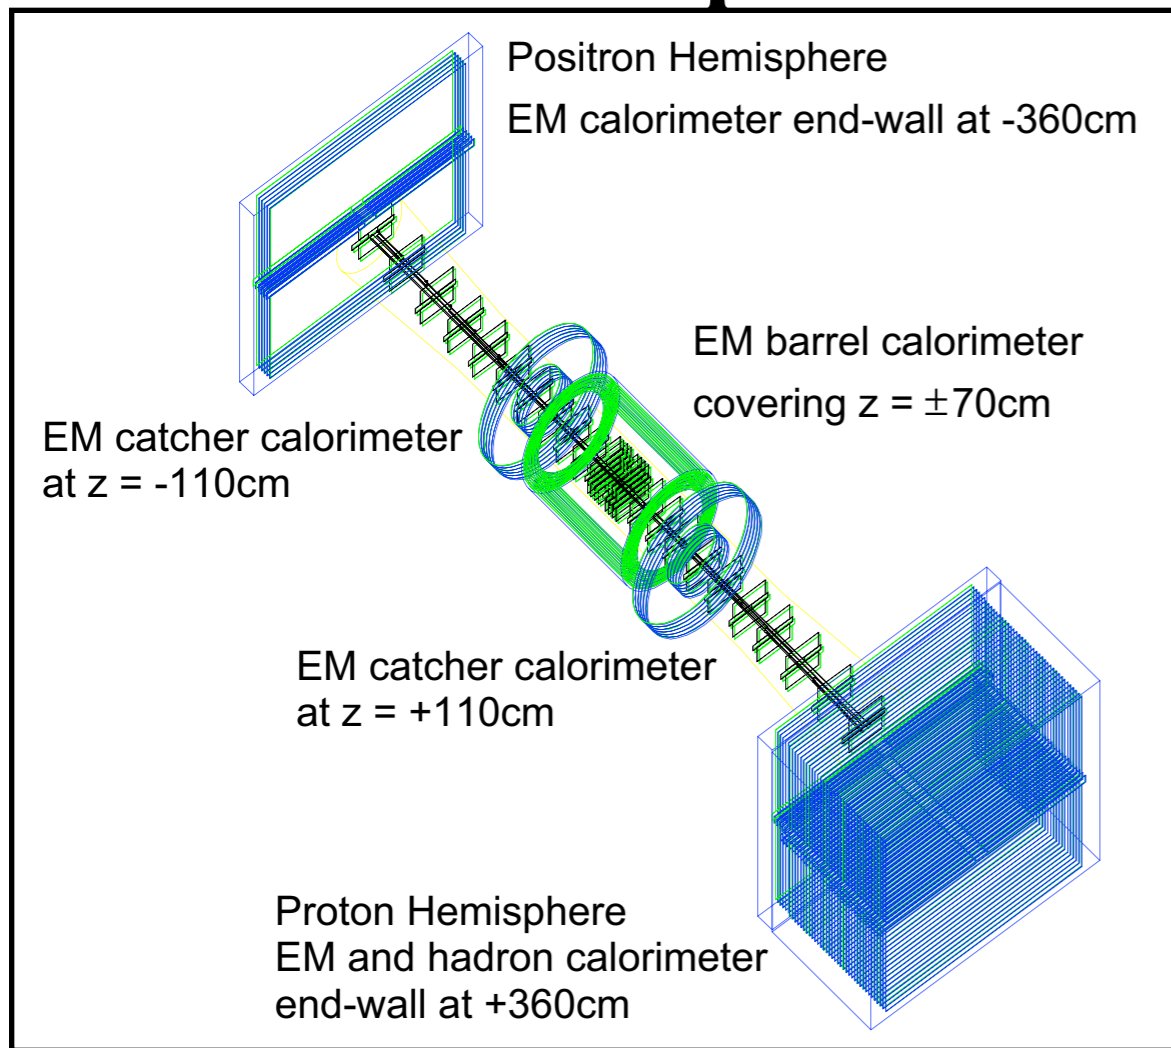 Positron Hemisphere
EM calorimeter end-wall at -360cm
EM barrel calorimeter
covering z = ±70cm
EM catcher calorimeter
at z = -110cm
EM catcher calorimeter
at z = +110cm
Proton Hemisphere
EM and hadron calorimeter
end-wall at +360cm